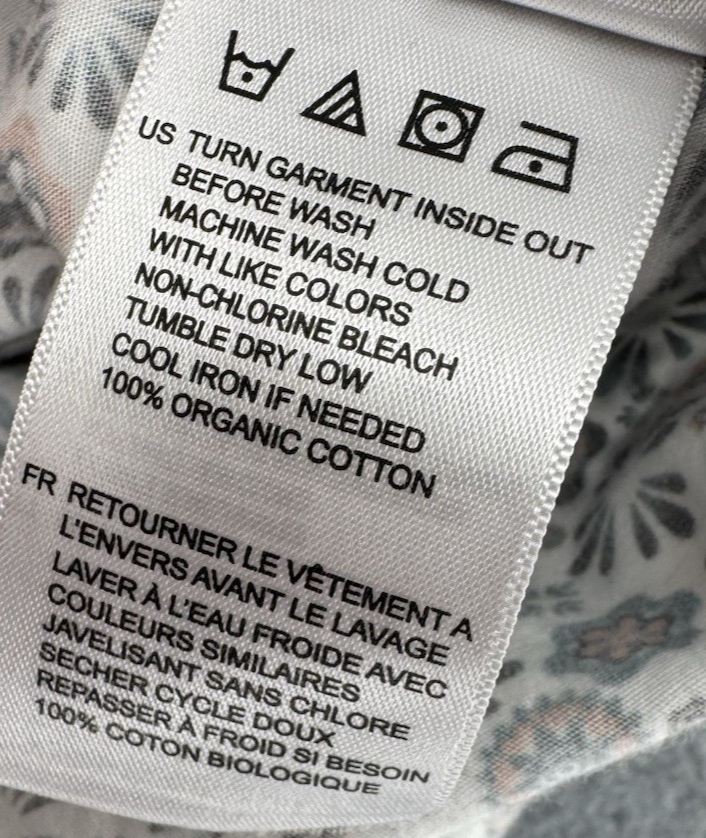 US TURN GARMENT INSIDE OUT
BEFORE WASH
MACHINE WASH COLD
WITH LIKE COLORS
NON-CHLORINE BLEACH
TUMBLE DRY LOW
COOL IRON IF NEEDED
100% ORGANIC COTTON
FR RETOURNER LE VÊTEMENT A
L'ENVERS AVANT LE LAVAGE
LAVER À L'EAU FROIDE AVEC
COULEURS SIMILAIRES
JAVELISANT SANS CHLORE
SECHER CYCLE DOUX
REPASSER À FROID SI BESOIN
100% COTON BIOLOGIQUE